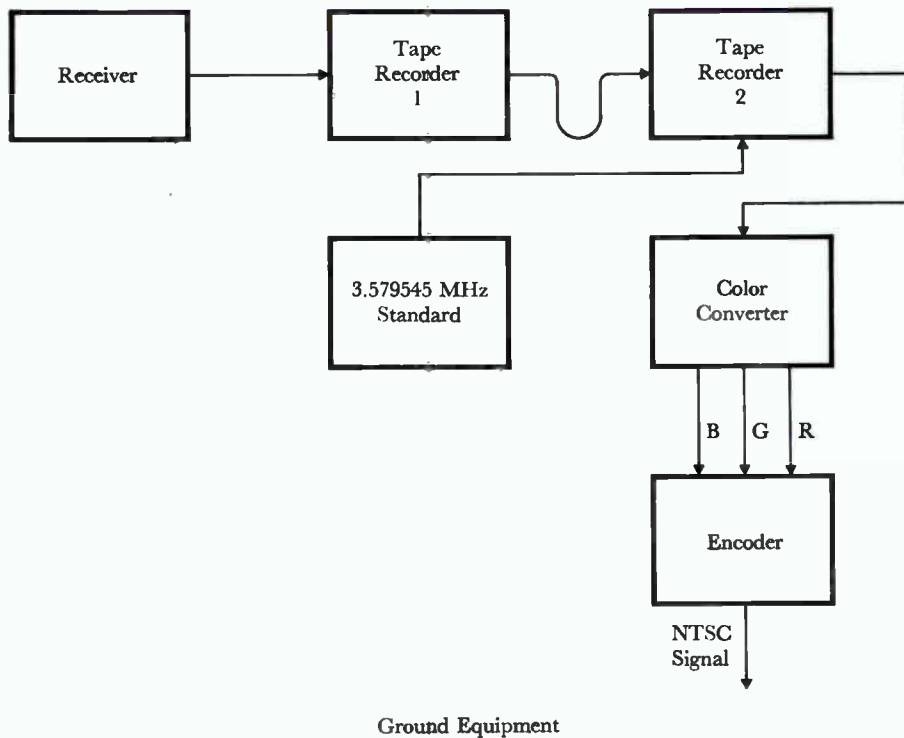 Receiver
Tape
Recorder
1
Tape
Recorder
2
3.579545 MHz
Standard
Color
Converter
B G R
Encoder
NTSC
Signal
Ground Equipment